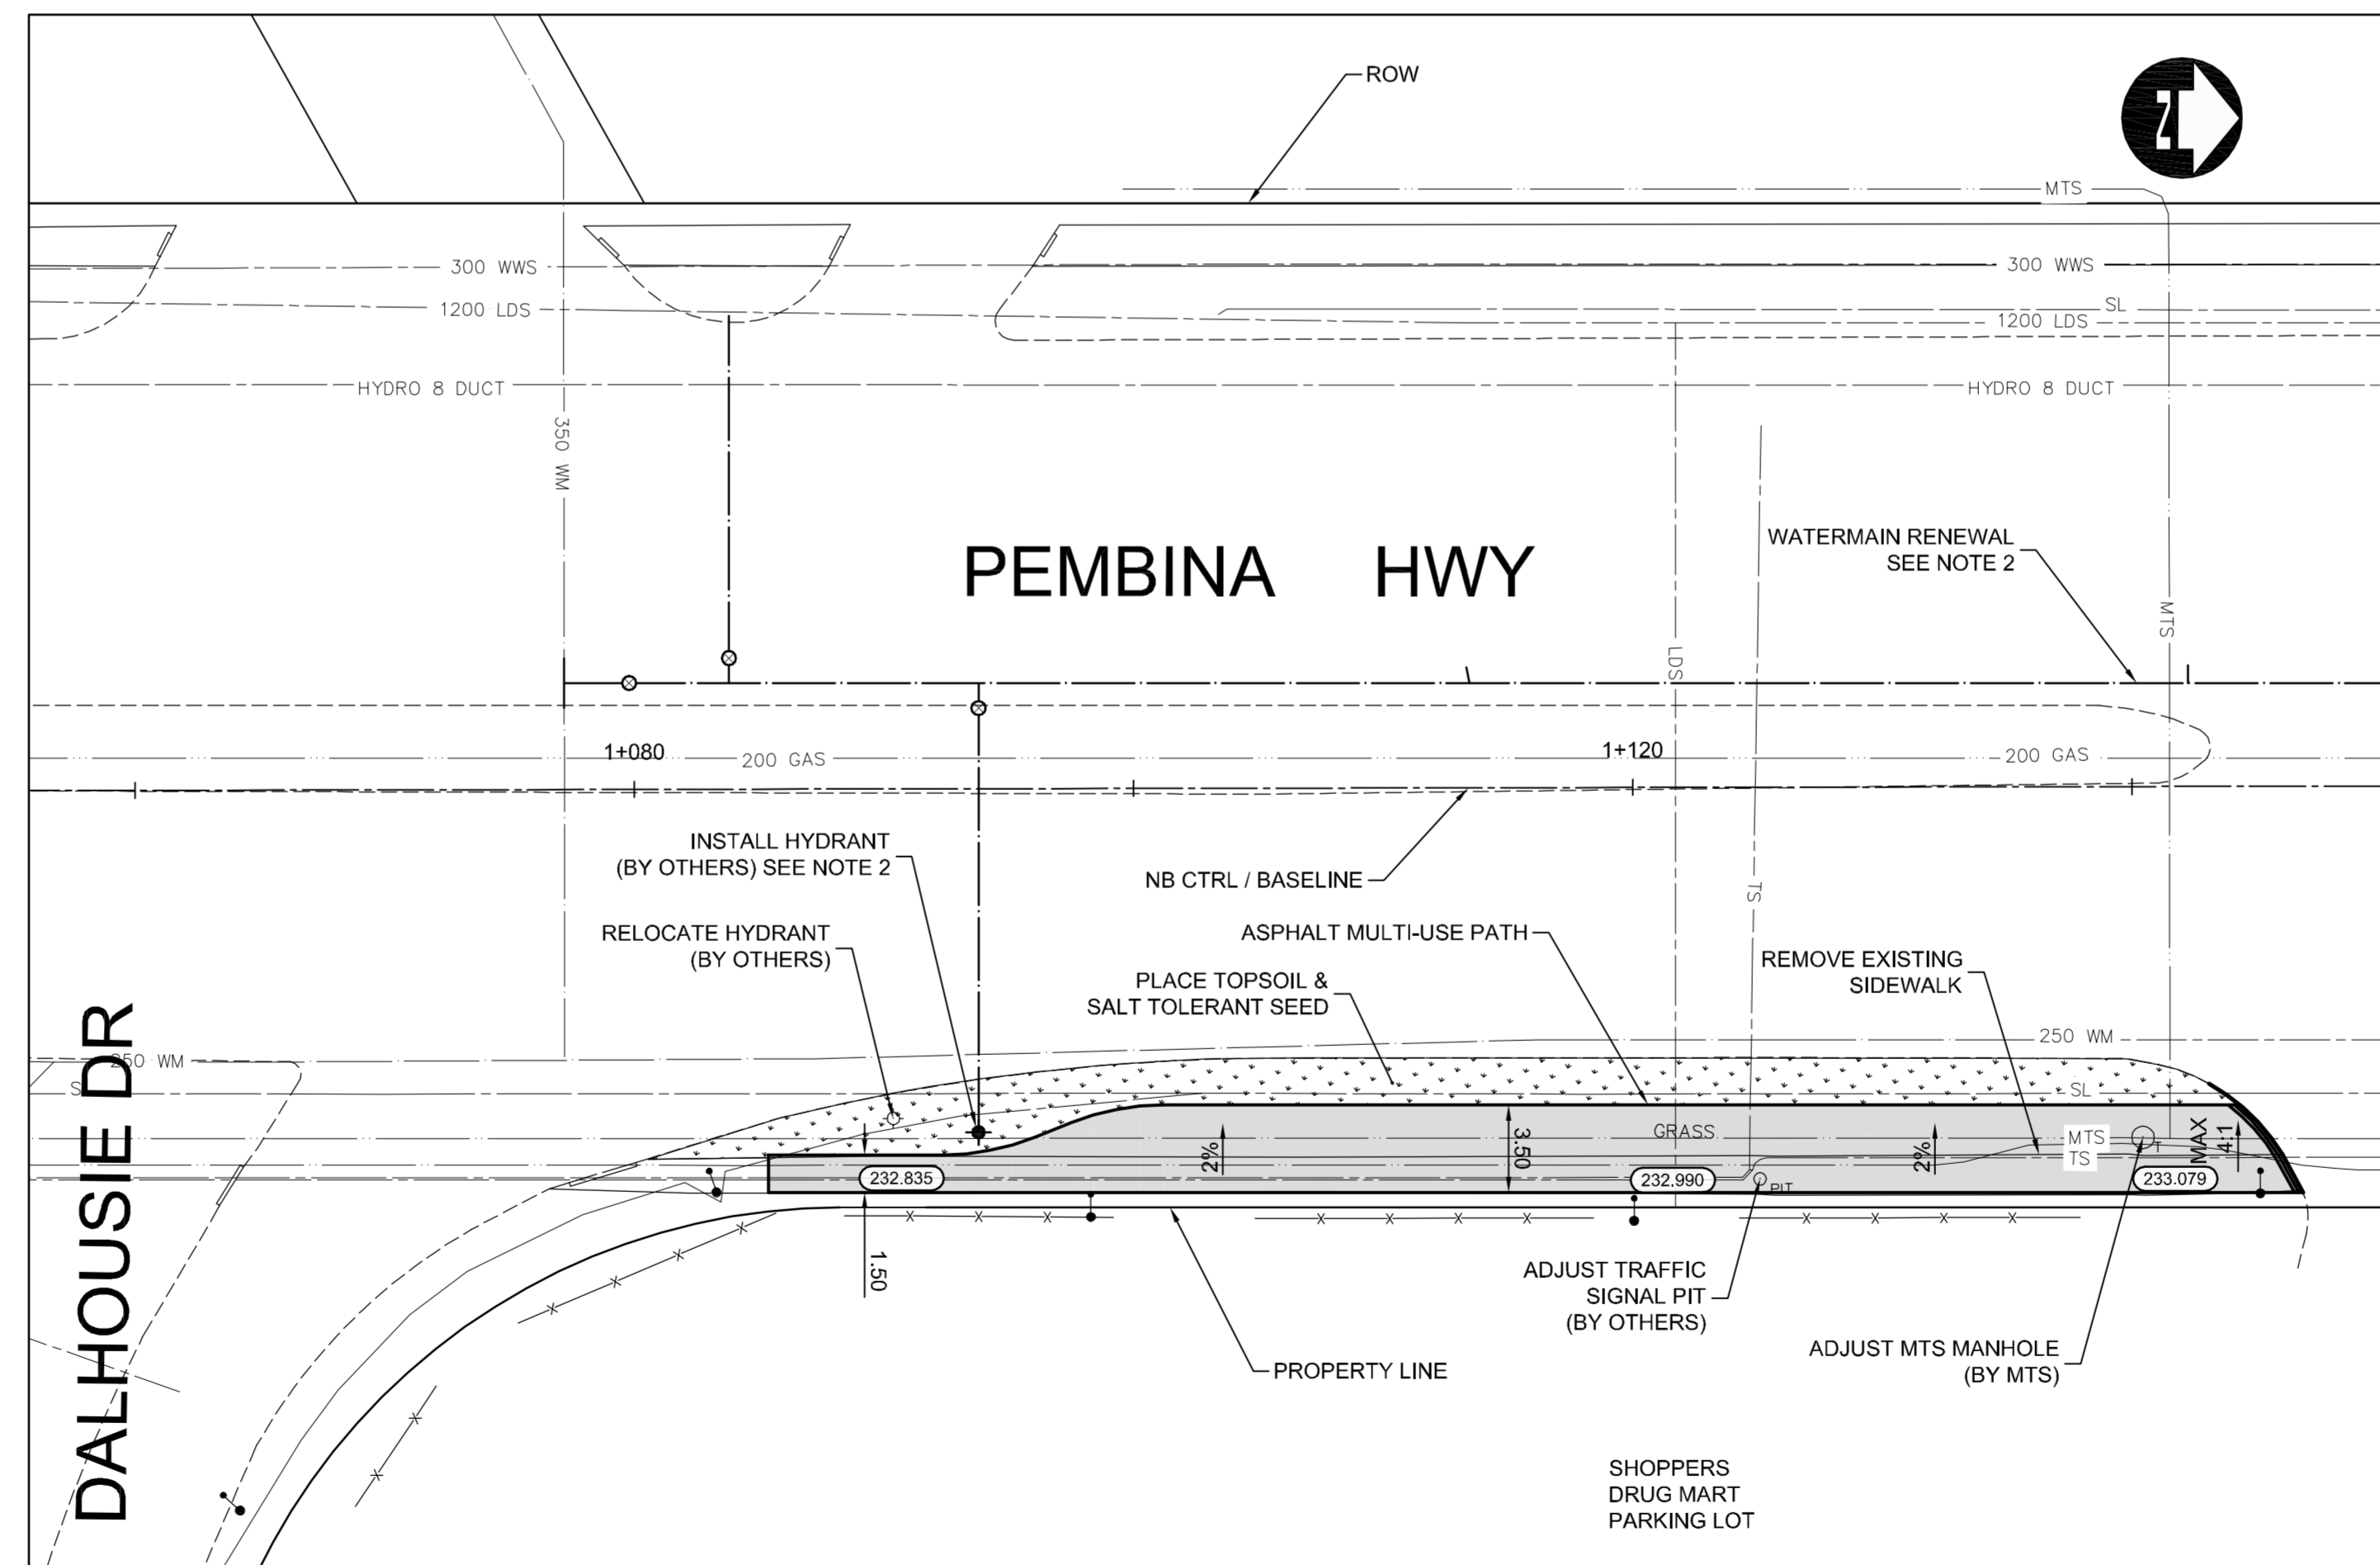 ROW
N
MTS
300 WWS
300 WWS
SL
1200 LDS
1200 LDS
HYDRO 8 DUCT
HYDRO 8 DUCT
350 WM
PEMBINA HWY
WATERMAIN RENEWAL
SEE NOTE 2
MTS
LDS
1+080
200 GAS
1+120
200 GAS
INSTALL HYDRANT
(BY OTHERS) SEE NOTE 2
NB CTRL / BASELINE
TS
RELOCATE HYDRANT
(BY OTHERS)
ASPHALT MULTI-USE PATH
REMOVE EXISTING
SIDEWALK
PLACE TOPSOIL &
SALT TOLERANT SEED
DALHOUSIE DR
250 WM
250 WM
SL
GRASS
2%
3.50
2%
MTS
TS
T
MAX
4:1
232.835
232.990
PIT
233.079
1.50
ADJUST TRAFFIC
SIGNAL PIT
(BY OTHERS)
ADJUST MTS MANHOLE
(BY MTS)
PROPERTY LINE
SHOPPERS
DRUG MART
PARKING LOT